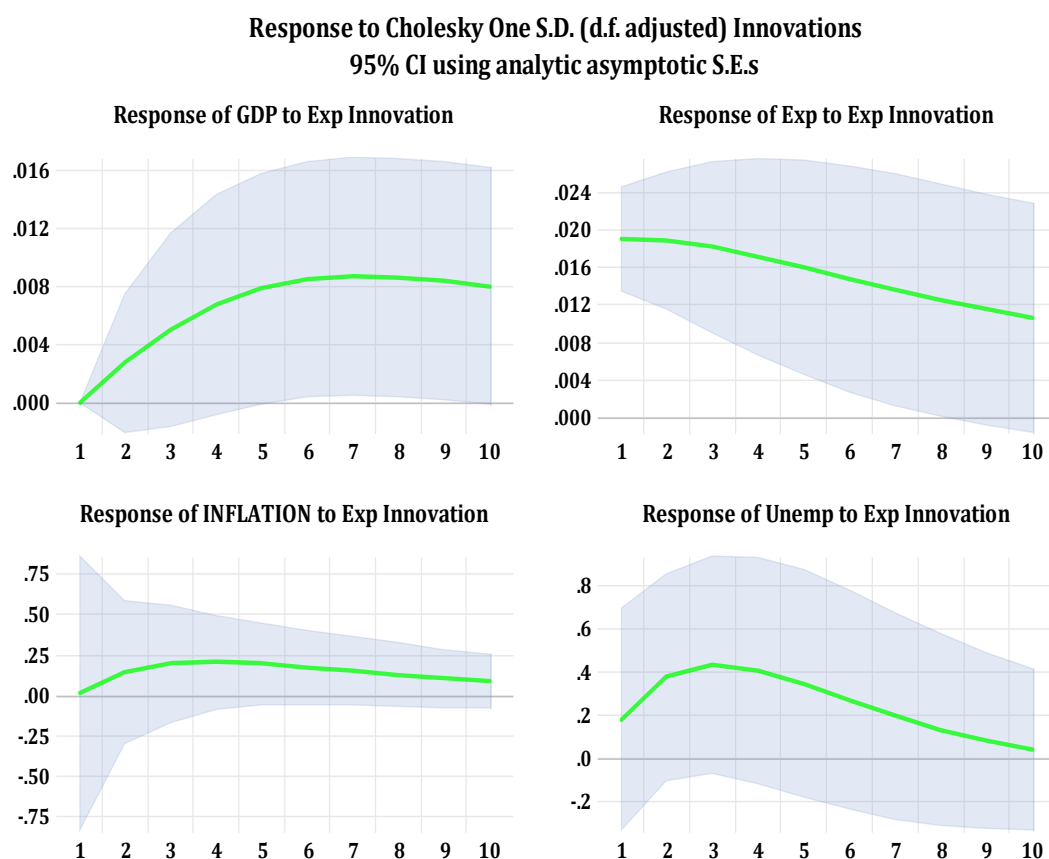 Response to Cholesky One S.D. (d.f. adjusted) Innovations
95% CI using analytic asymptotic S.E.s
Response of GDP to Exp Innovation
.016
.012
.008
.004
.000
1 2 3 4 5 6 7 8 9 10
Response of Exp to Exp Innovation
.024
.020
.016
.012
.008
.004
.000
1 2 3 4 5 6 7 8 9 10
Response of INFLATION to Exp Innovation
.75
.50
.25
.00
-.25
-.50
-.75
1 2 3 4 5 6 7 8 9 10
Response of Unemp to Exp Innovation
.8
.6
.4
.2
.0
-.2
1 2 3 4 5 6 7 8 9 10